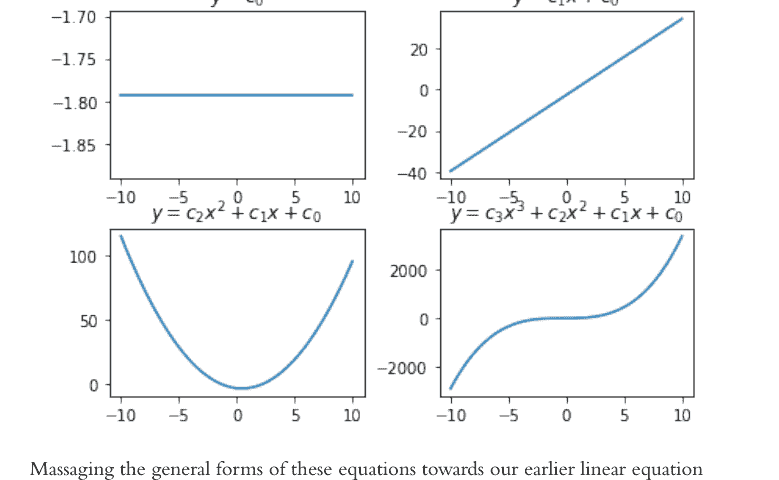 y = c₀
y = c₁x + c₀
−1.70
−1.75
−1.80
−1.85
−10 −5 0 5 10
20
0
−20
−40
−10 −5 0 5 10
y = c₂x² + c₁x + c₀
100
50
0
−10 −5 0 5 10
y = c₃x³ + c₂x² + c₁x + c₀
2000
0
−2000
−10 −5 0 5 10
Massaging the general forms of these equations towards our earlier linear equation